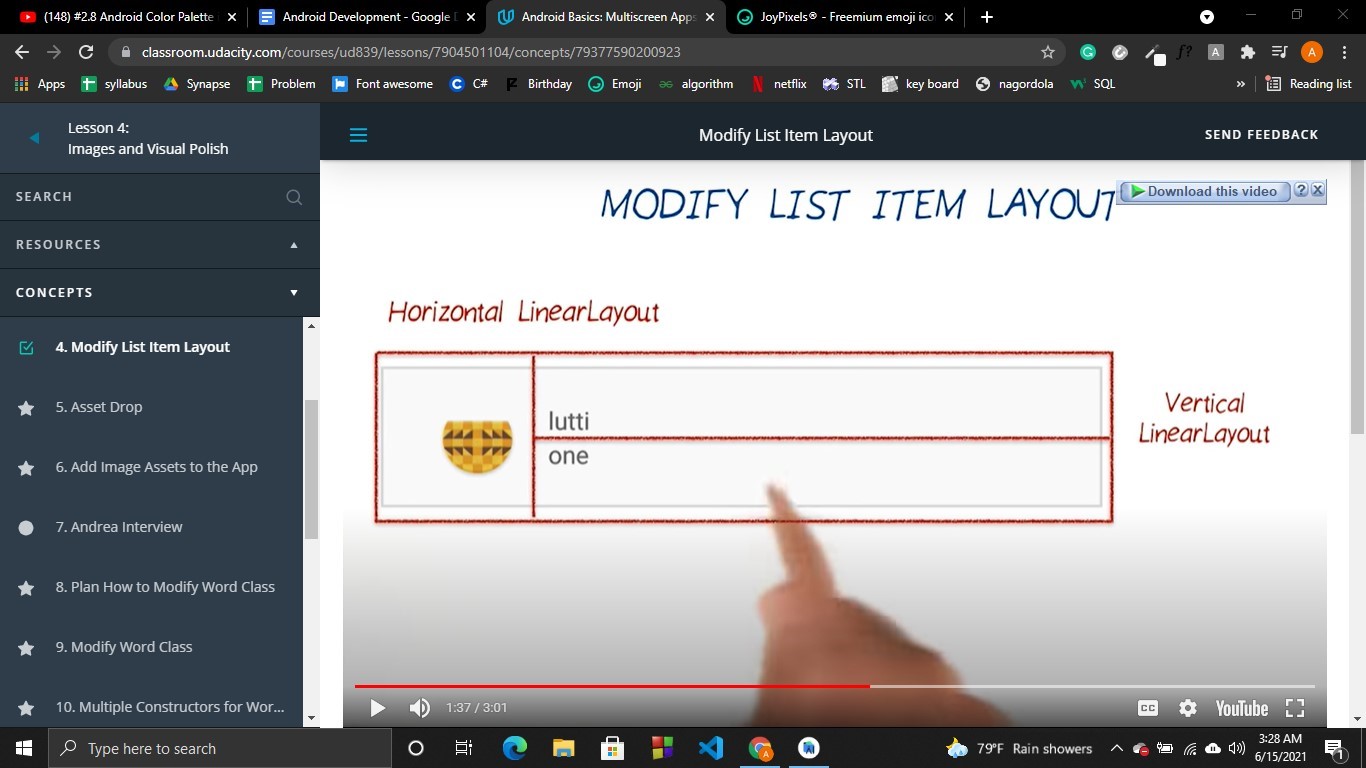 (148) #2.8 Android Color Palette
Android Development - Google D
Android Basics: Multiscreen Apps
JoyPixels® - Freemium emoji ico
classroom.udacity.com/courses/ud839/lessons/7904501104/concepts/79377590200923
Apps
syllabus
Synapse
Problem
Font awesome
C#
Birthday
Emoji
algorithm
netflix
STL
key board
nagordola
SQL
»
Reading list
Lesson 4:
Images and Visual Polish
Modify List Item Layout
SEND FEEDBACK
SEARCH
RESOURCES
CONCEPTS
4. Modify List Item Layout
5. Asset Drop
6. Add Image Assets to the App
7. Andrea Interview
8. Plan How to Modify Word Class
9. Modify Word Class
10. Multiple Constructors for Wor...
MODIFY LIST ITEM LAYOUT
Download this video
Horizontal LinearLayout
lutti
one
Vertical
LinearLayout
1:37 / 3:01
CC
YouTube
Type here to search
79°F Rain showers
3:28 AM
6/15/2021
1